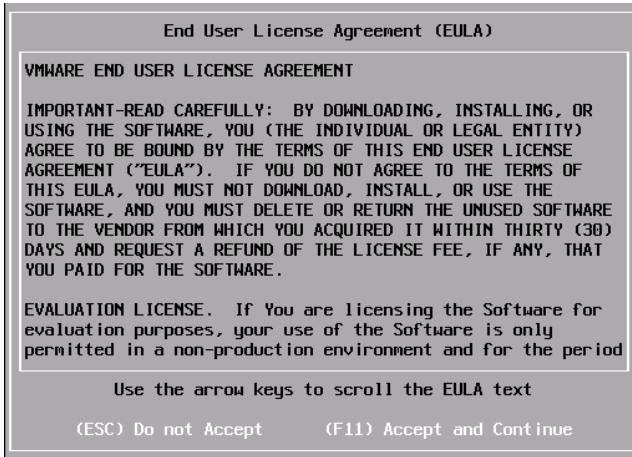 End User License Agreement (EULA)
VMWARE END USER LICENSE AGREEMENT
IMPORTANT-READ CAREFULLY:  BY DOWNLOADING, INSTALLING, OR
USING THE SOFTWARE, YOU (THE INDIVIDUAL OR LEGAL ENTITY)
AGREE TO BE BOUND BY THE TERMS OF THIS END USER LICENSE
AGREEMENT ("EULA").  IF YOU DO NOT AGREE TO THE TERMS OF
THIS EULA, YOU MUST NOT DOWNLOAD, INSTALL, OR USE THE
SOFTWARE, AND YOU MUST DELETE OR RETURN THE UNUSED SOFTWARE
TO THE VENDOR FROM WHICH YOU ACQUIRED IT WITHIN THIRTY (30)
DAYS AND REQUEST A REFUND OF THE LICENSE FEE, IF ANY, THAT
YOU PAID FOR THE SOFTWARE.
EVALUATION LICENSE.  If You are licensing the Software for
evaluation purposes, your use of the Software is only
permitted in a non-production environment and for the period
Use the arrow keys to scroll the EULA text
(ESC) Do not Accept      (F11) Accept and Continue